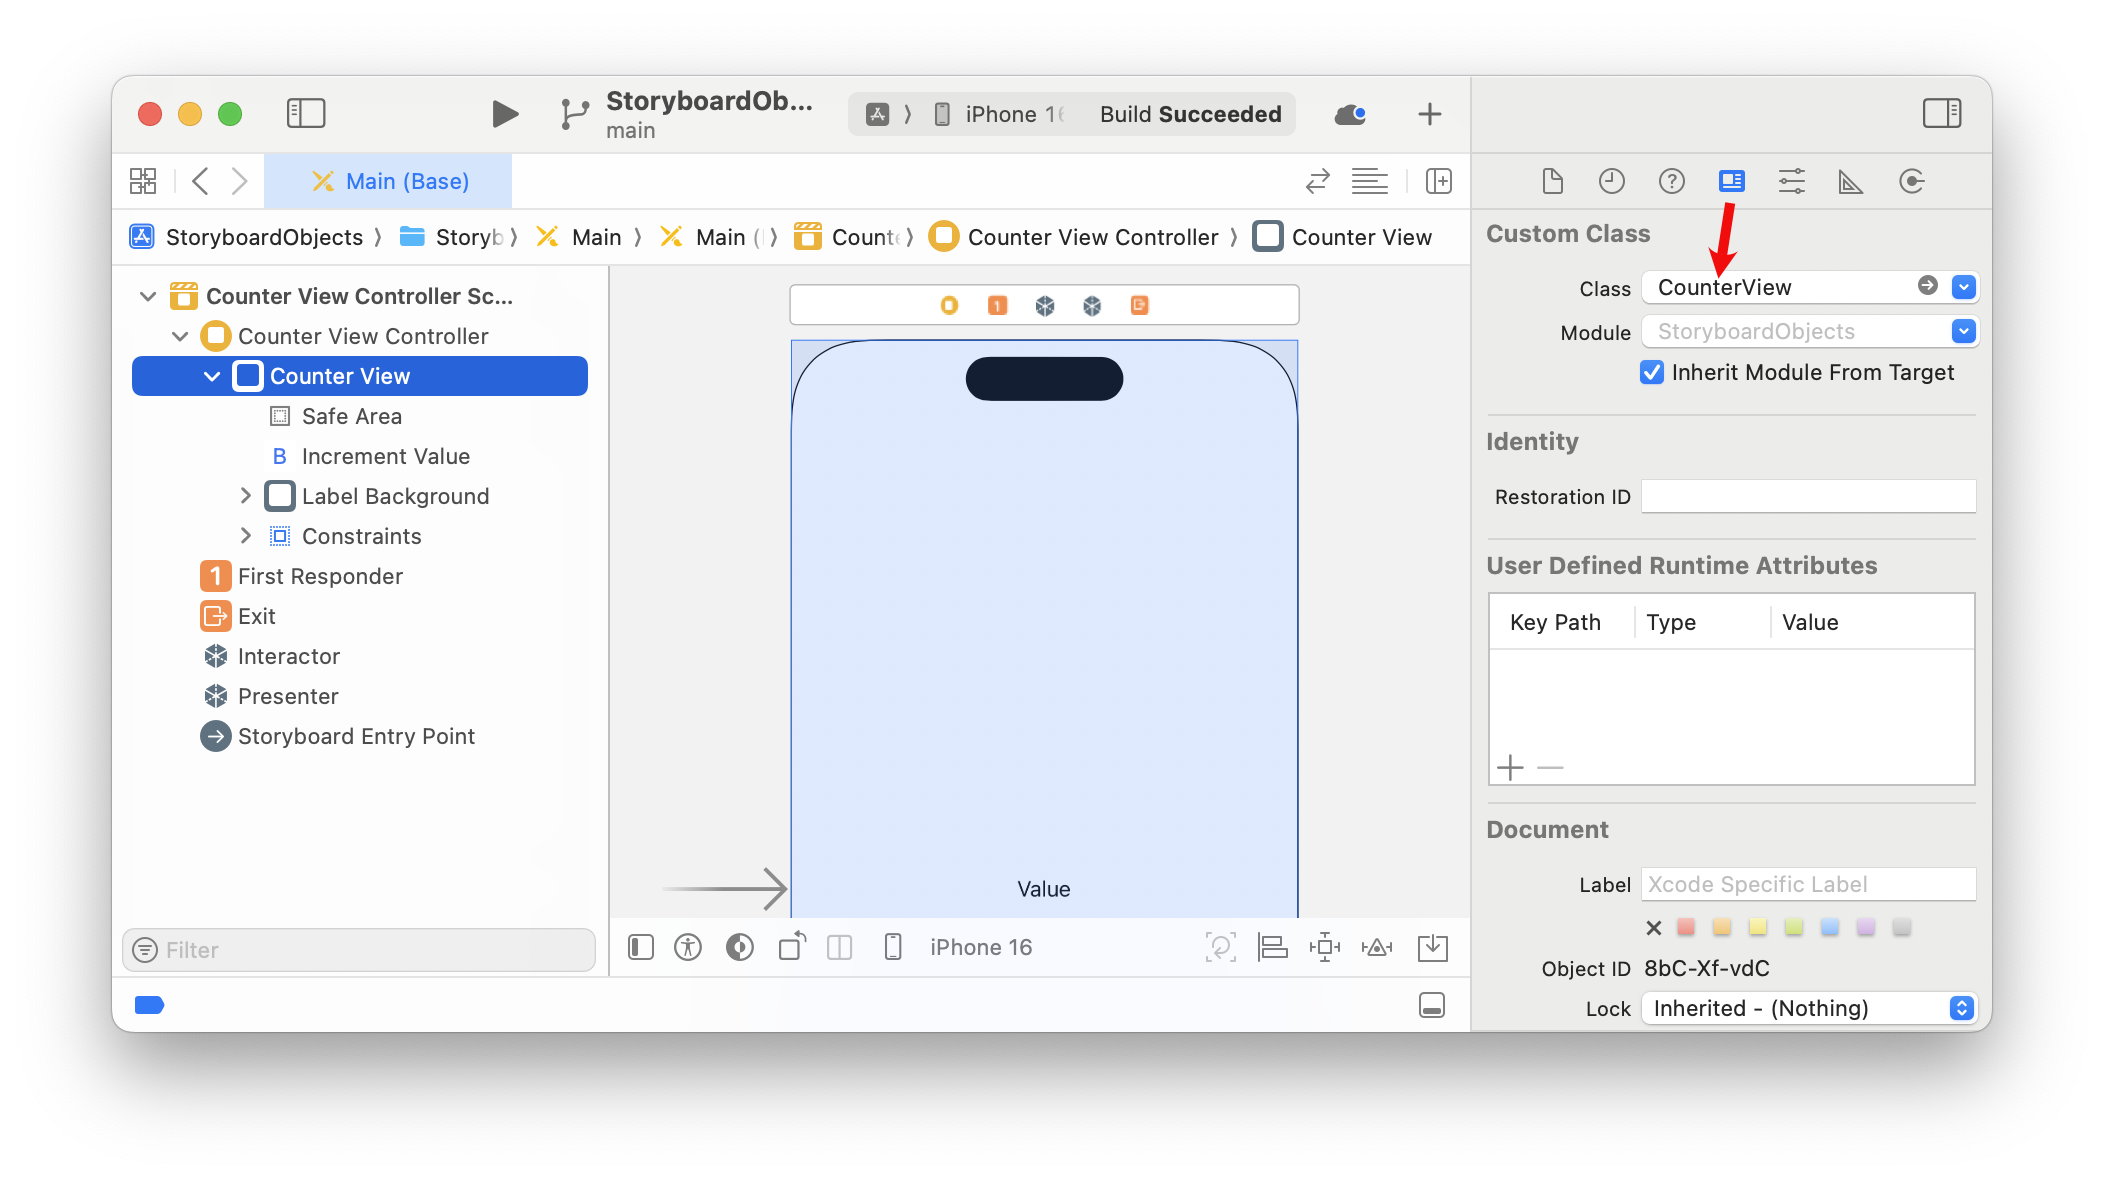 StoryboardOb...
main
iPhone 16
Build Succeeded
Main (Base)
StoryboardObjects
Storyb
Main
Main (
Count
Counter View Controller
Counter View
Counter View Controller Sc...
Counter View Controller
Counter View
Safe Area
B Increment Value
Label Background
Constraints
1 First Responder
Exit
Interactor
Presenter
Storyboard Entry Point
Filter
1
Value
iPhone 16
?
Custom Class
Class CounterView
Module StoryboardObjects
Inherit Module From Target
Identity
Restoration ID
User Defined Runtime Attributes
Key Path Type Value
Document
Label Xcode Specific Label
Object ID 8bC-Xf-vdC
Lock Inherited - (Nothing)